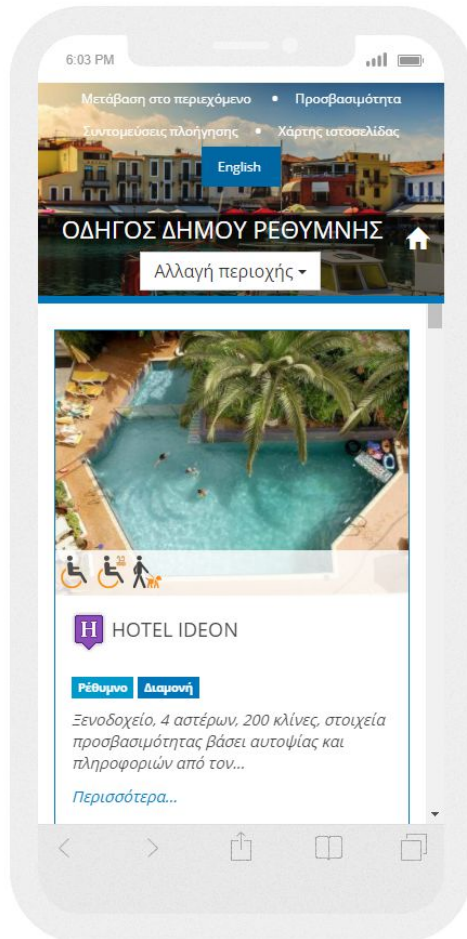 6:03 PM
Μετάβαση στο περιεχόμενο • Προσβασιμότητα
Συντομεύσεις πλοήγησης • Χάρτης ιστοσελίδας
English
ΟΔΗΓΟΣ ΔΗΜΟΥ ΡΕΘΥΜΝΗΣ
Αλλαγή περιοχής
H HOTEL IDEON
Ρέθυμνο Διαμονή
Ξενοδοχείο, 4 αστέρων, 200 κλίνες, στοιχεία
προσβασιμότητας βάσει αυτοψίας και
πληροφοριών από τον...
Περισσότερα...